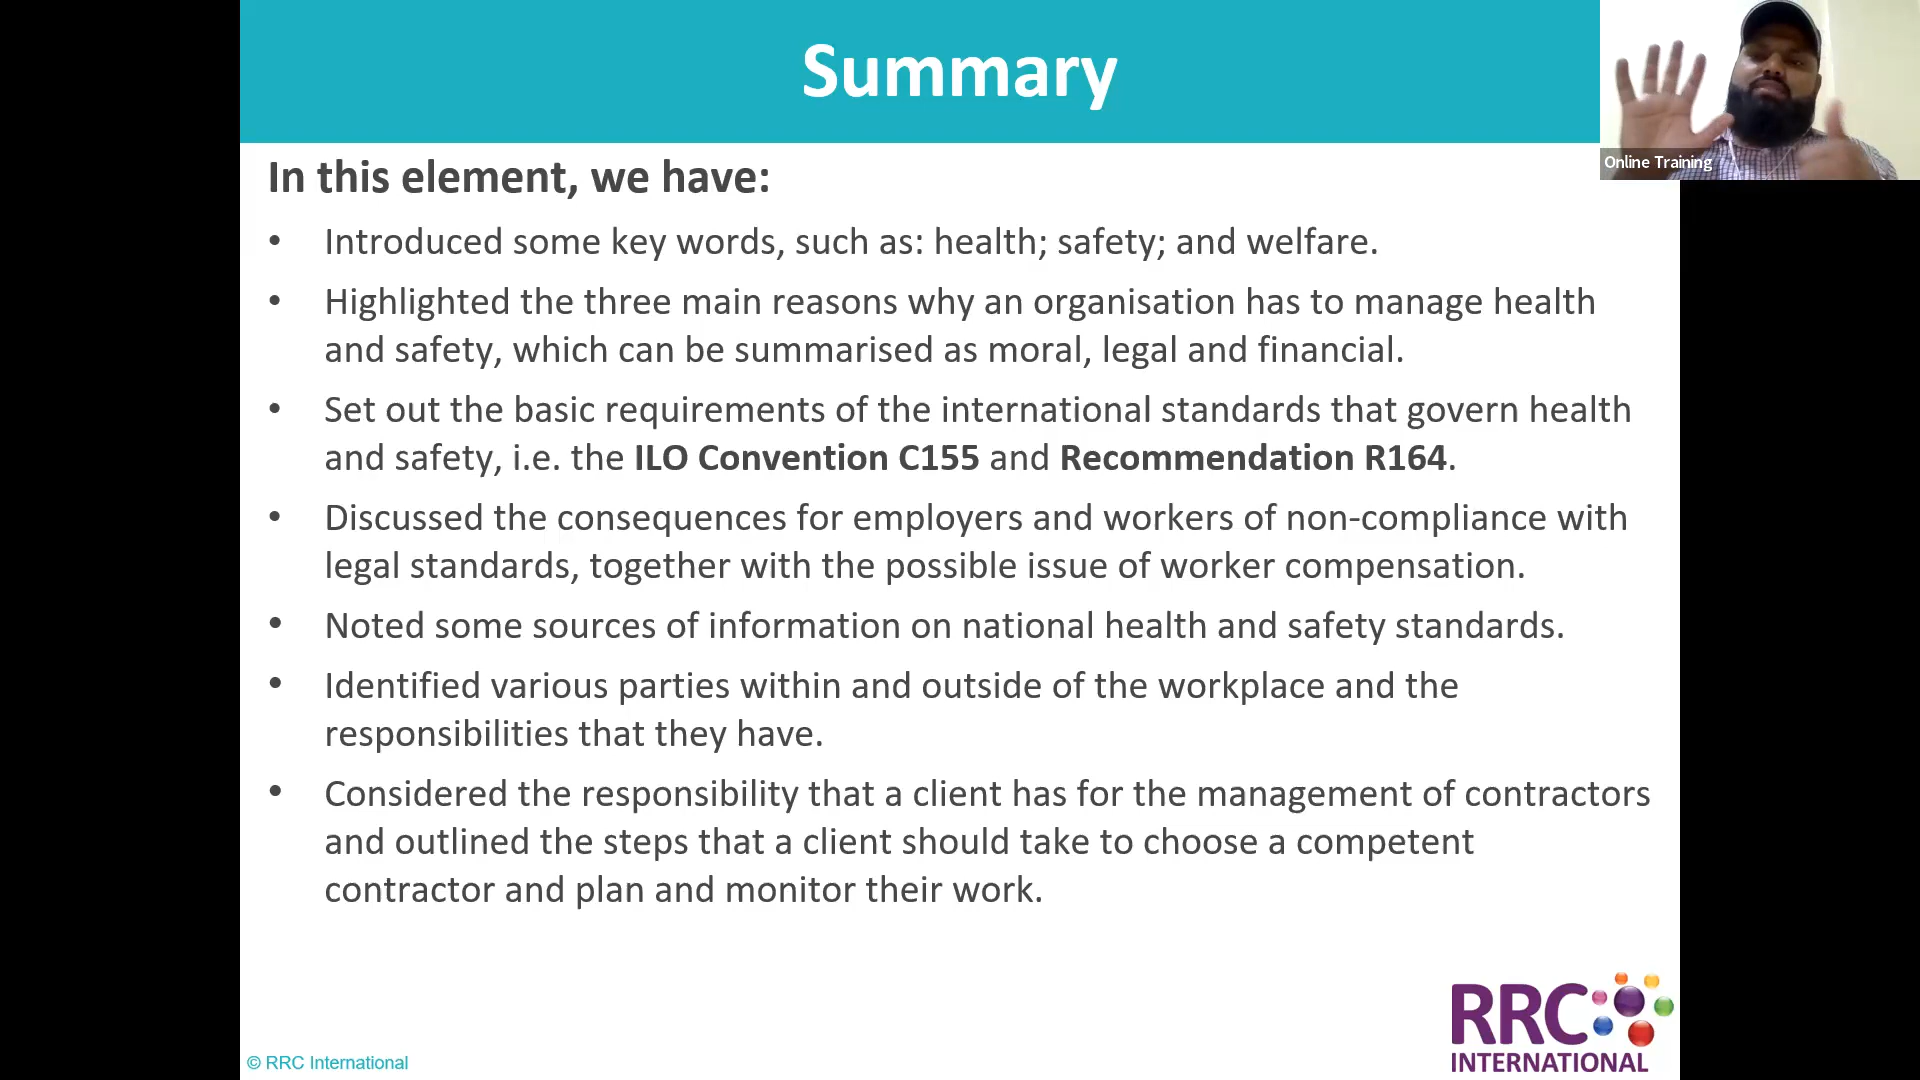 Summary
Online Training
In this element, we have:
• Introduced some key words, such as: health; safety; and welfare.
• Highlighted the three main reasons why an organisation has to manage health
and safety, which can be summarised as moral, legal and financial.
• Set out the basic requirements of the international standards that govern health
and safety, i.e. the ILO Convention C155 and Recommendation R164.
• Discussed the consequences for employers and workers of non-compliance with
legal standards, together with the possible issue of worker compensation.
• Noted some sources of information on national health and safety standards.
• Identified various parties within and outside of the workplace and the
responsibilities that they have.
• Considered the responsibility that a client has for the management of contractors
and outlined the steps that a client should take to choose a competent
contractor and plan and monitor their work.
RRC
INTERNATIONAL
© RRC International